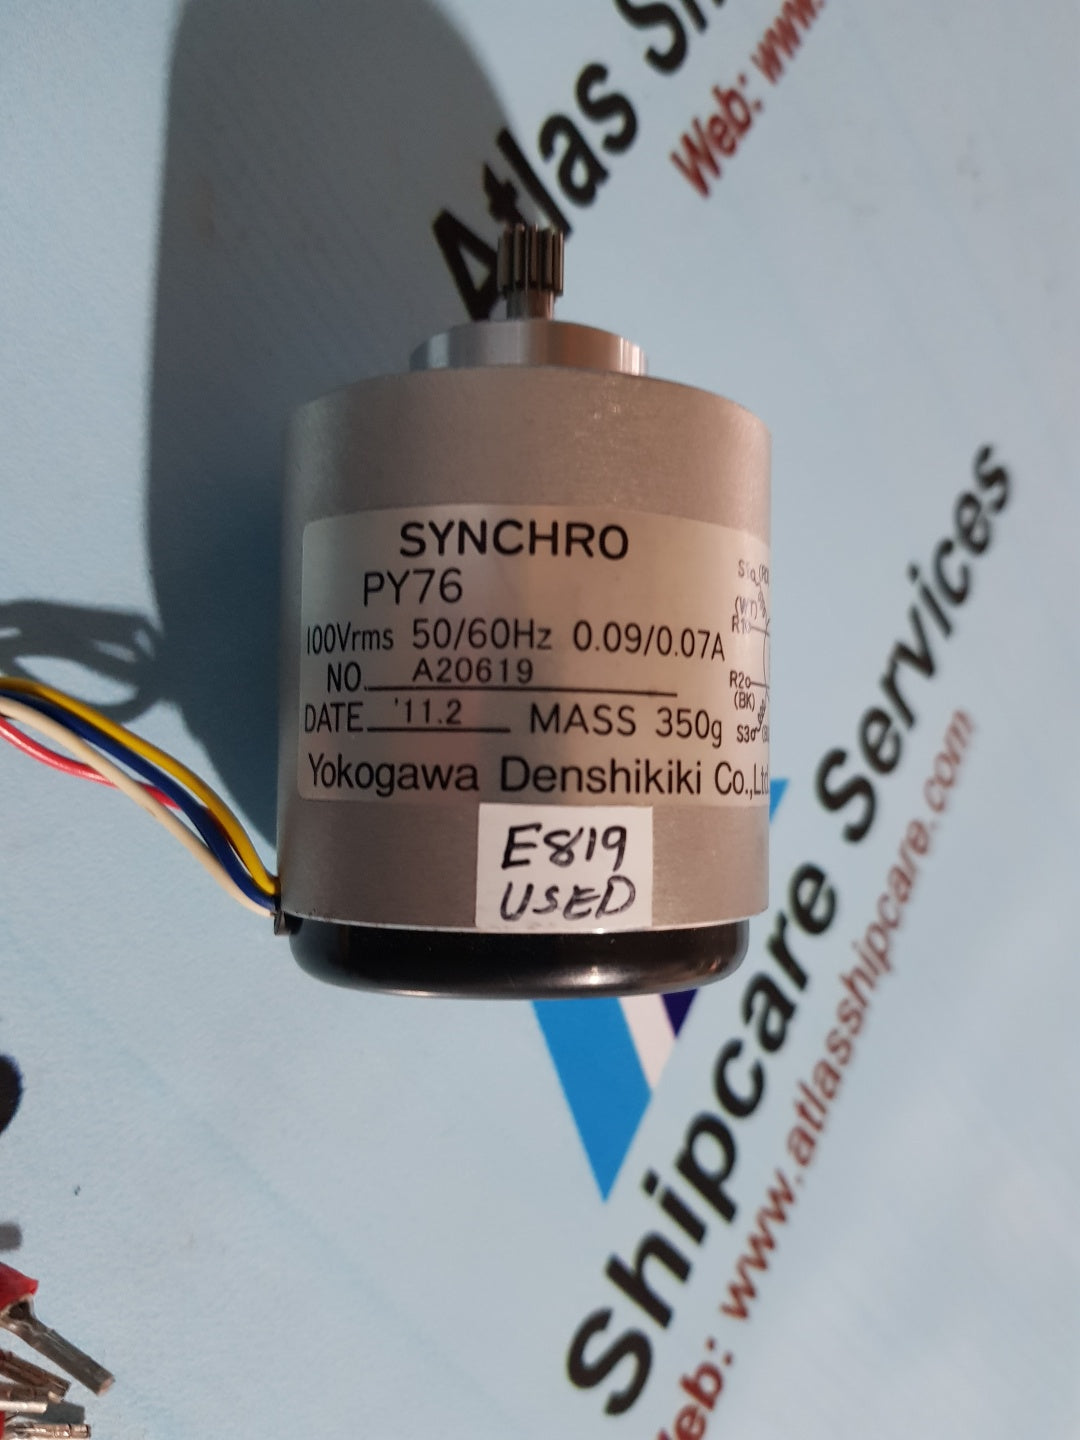 Atlas
Web: www.
SYNCHRO
PY76
100Vrms 50/60Hz 0.09/0.07A
NO. A20619
DATE '11.2 MASS 350g
Yokogawa Denshikiki Co.,Ltd
R1
R2
(BK)
S3
E819
USED
Shipcare Services
Web: www.atlasshipcare.com